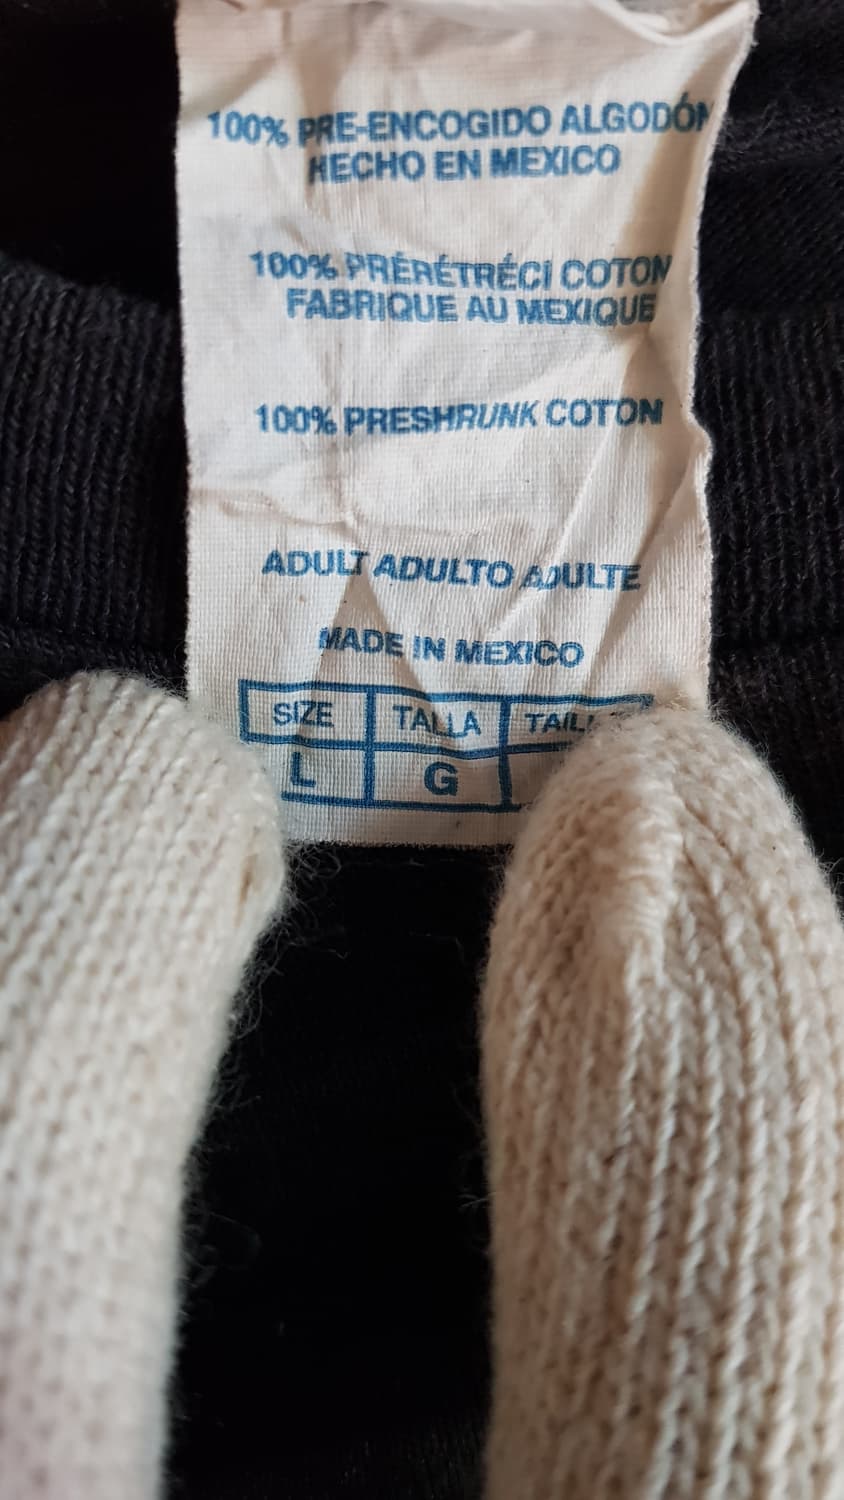 100% PRE-ENCOGIDO ALGODÓN
HECHO EN MEXICO
100% PRÉRÉTRÉCI COTON
FABRIQUE AU MEXIQUE
100% PRESHRUNK COTON
ADULT ADULTO ADULTE
MADE IN MEXICO
SIZE TALLA
L G